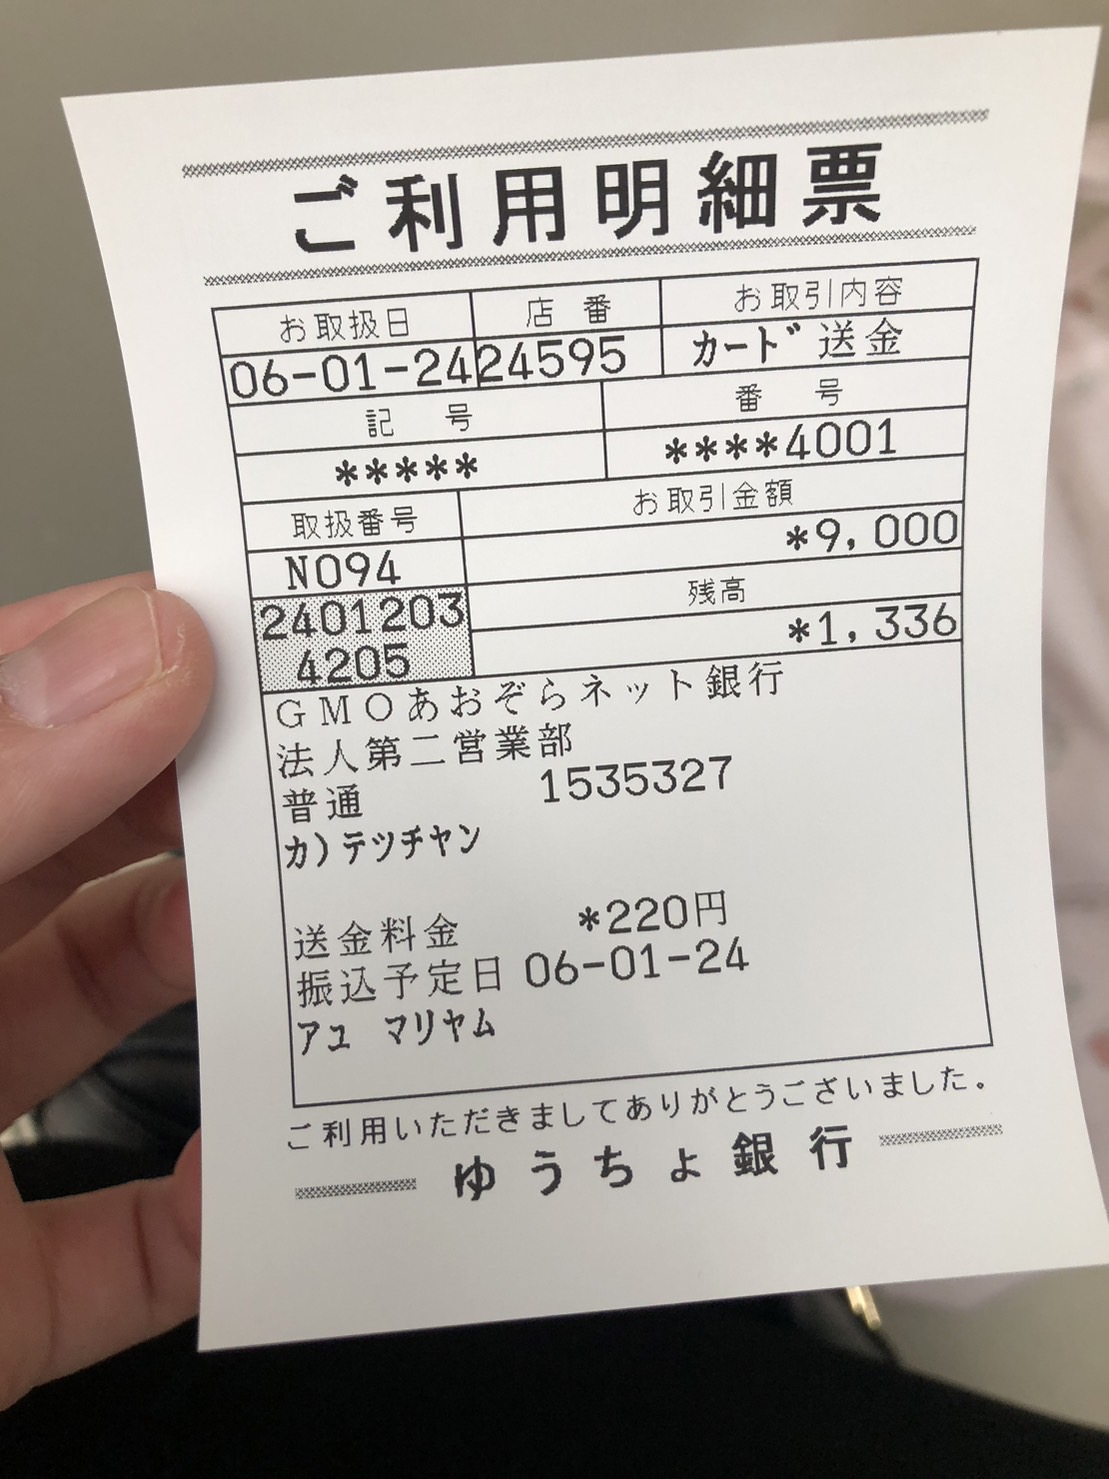 ご利用明細票
お取扱日 店番 お取引内容
06-01-24 24595 カード送金
記号 番号
***** ****4001
取扱番号 お取引金額
N094 *9,000
2401203 残高
4205 *1,336
GMOあおぞらネット銀行
法人第二営業部
普通 1535327
カ)テツチヤン
送金料金 *220円
振込予定日 06-01-24
アユ マリヤム
ご利用いただきましてありがとうございました。
ゆうちょ銀行